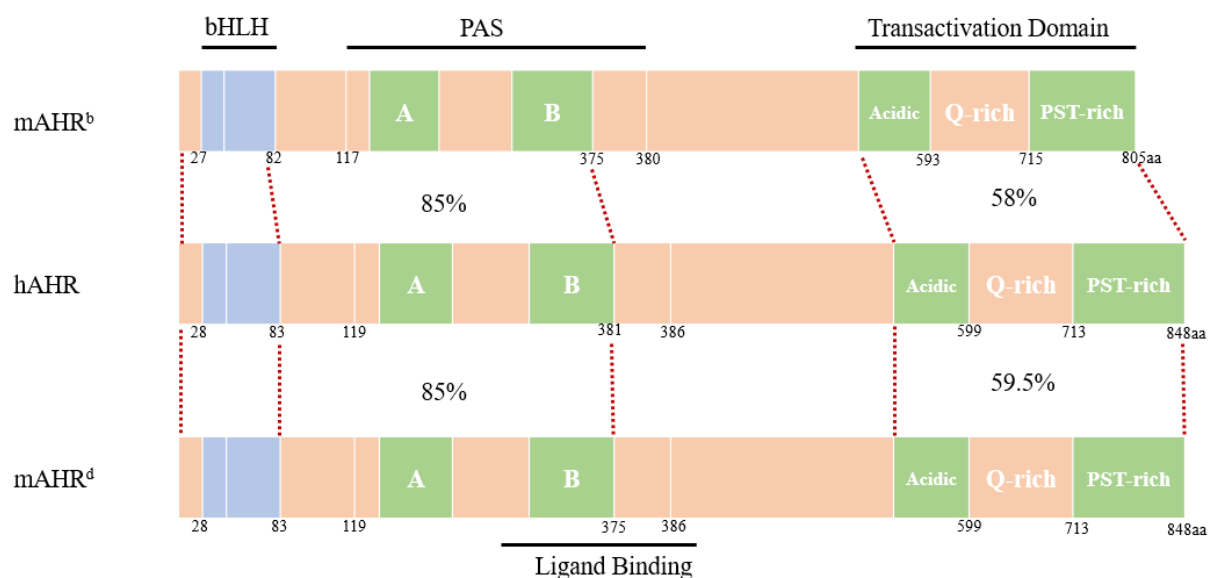 bHLH PAS Transactivation Domain
mAHRᵇ A B Acidic Q-rich PST-rich
27 82 117 375 380 593 715 805aa
85% 58%
hAHR A B Acidic Q-rich PST-rich
28 83 119 381 386 599 713 848aa
85% 59.5%
mAHRᵈ A B Acidic Q-rich PST-rich
28 83 119 375 386 599 713 848aa
Ligand Binding